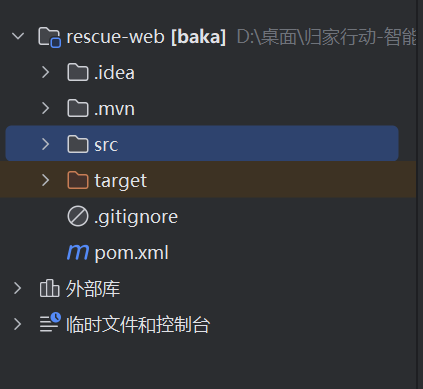 rescue-web [baka] D:\桌面\归家行动-智能
.idea
.mvn
src
target
.gitignore
m pom.xml
外部库
临时文件和控制台